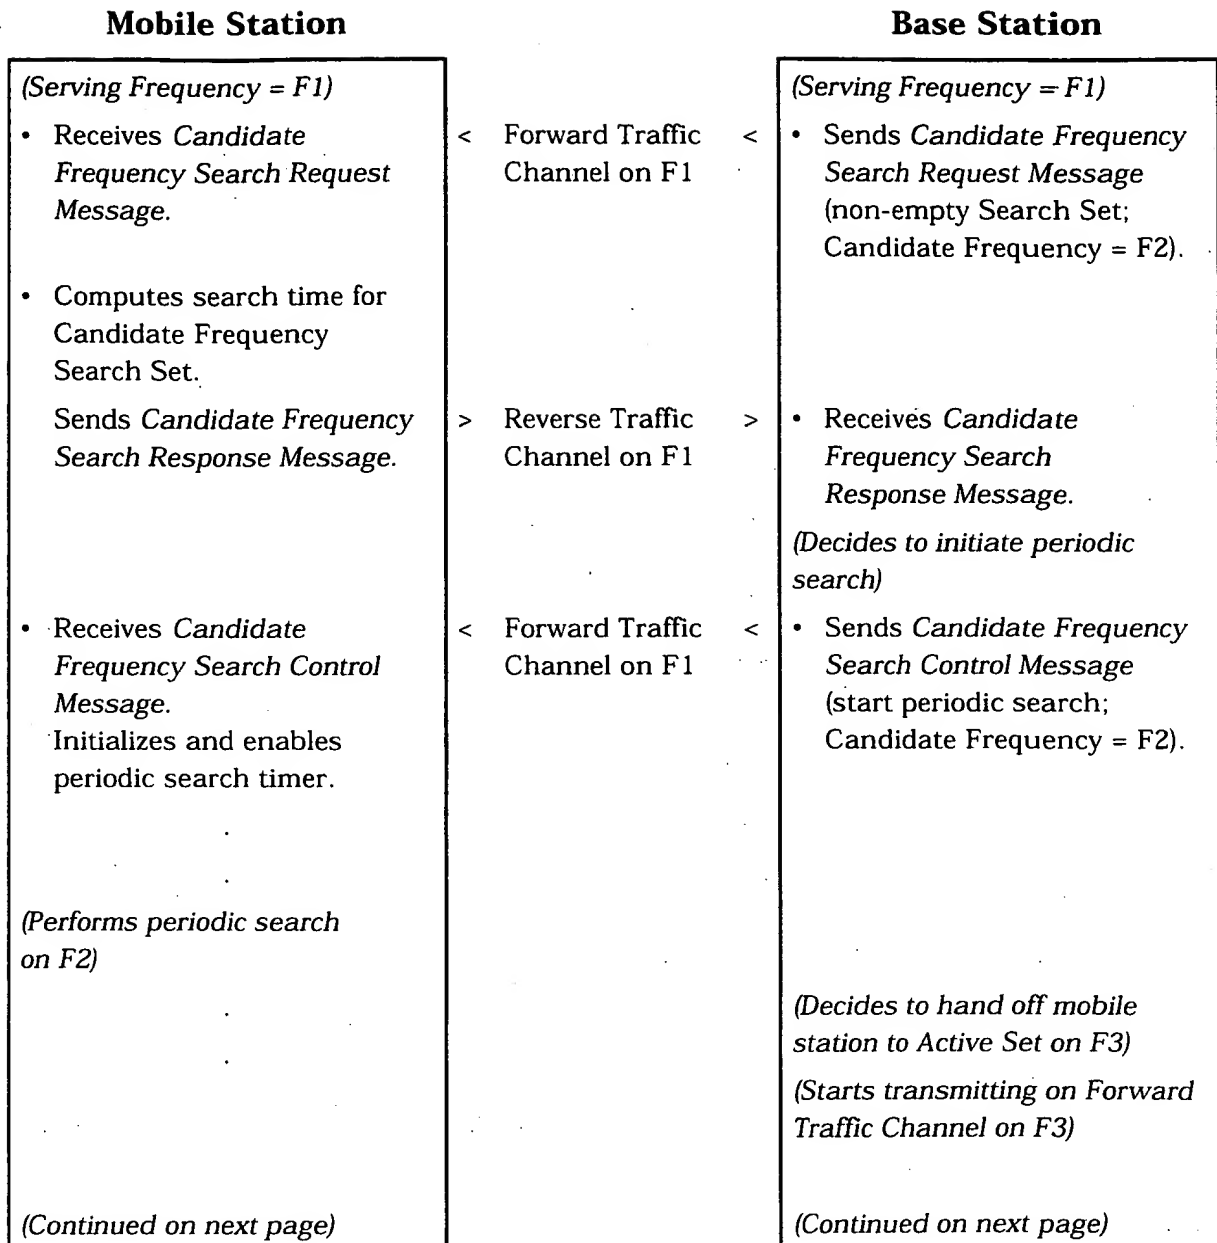 Mobile Station
Base Station
(Serving Frequency = F1)
(Serving Frequency = F1)
• Receives Candidate < Forward Traffic < • Sends Candidate Frequency
Frequency Search Request Channel on F1 Search Request Message
Message. (non-empty Search Set;
Candidate Frequency = F2).
• Computes search time for
Candidate Frequency
Search Set.
Sends Candidate Frequency > Reverse Traffic > • Receives Candidate
Search Response Message. Channel on F1 Frequency Search
Response Message.
(Decides to initiate periodic
search)
• Receives Candidate < Forward Traffic < • Sends Candidate Frequency
Frequency Search Control Channel on F1 Search Control Message
Message. (start periodic search;
Initializes and enables Candidate Frequency = F2).
periodic search timer.
.
.
(Performs periodic search
on F2)
.
(Decides to hand off mobile
station to Active Set on F3)
.
(Starts transmitting on Forward
Traffic Channel on F3)
(Continued on next page)
(Continued on next page)